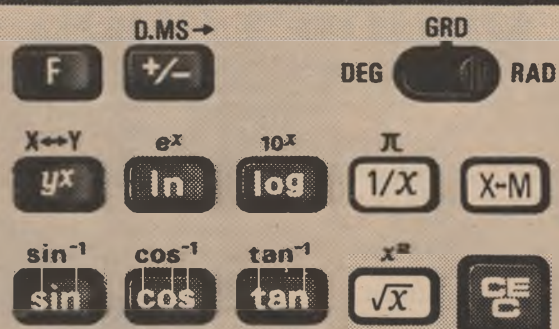 D.MS→ GRD
F +/− DEG RAD
X↔Y eˣ 10ˣ π
yˣ ln log 1/x X-M
sin⁻¹ cos⁻¹ tan⁻¹ x²
sin cos tan √x CE
C